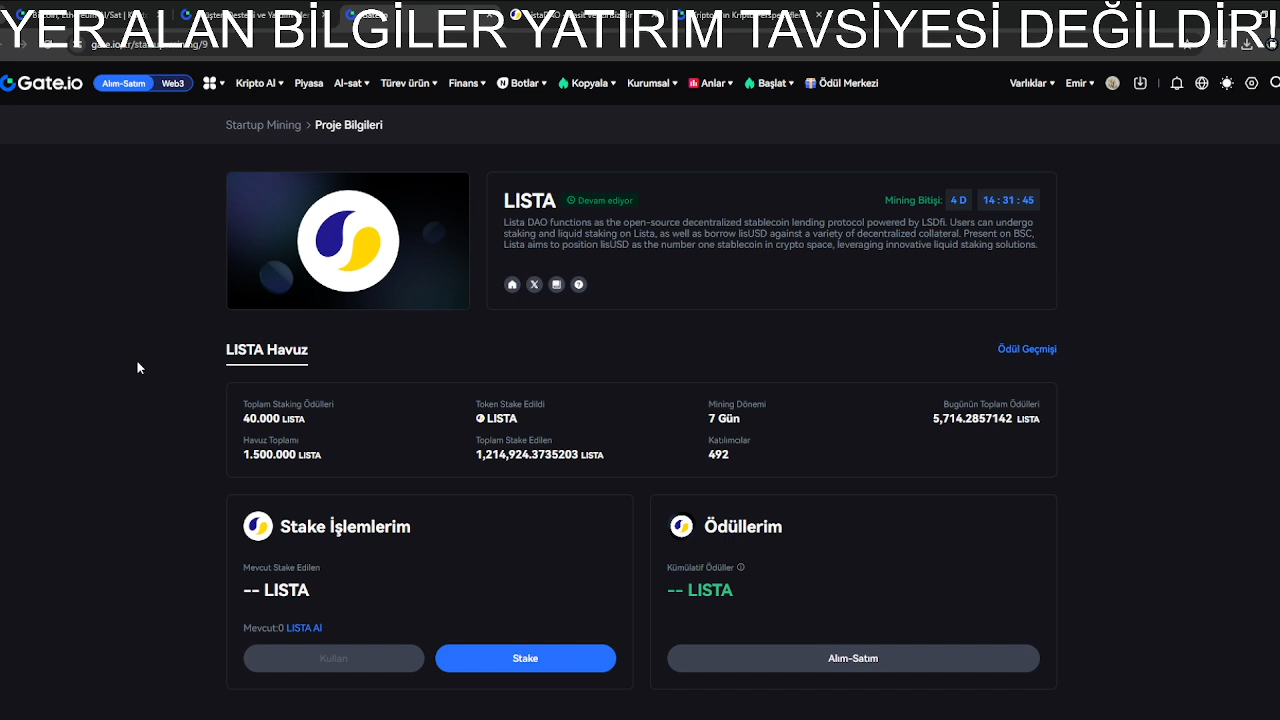 YER ALAN BİLGİLER YATIRIM TAVSİYESİ DEĞİLDİR!
Gate.io Alım-Satım Web3 Kripto Al Piyasa Al-sat Türev ürün Finans Botlar Kopyala Kurumsal Anlar Başlat Ödül Merkezi Varlıklar Emir
Startup Mining > Proje Bilgileri
LISTA Devam ediyor Mining Bitişi: 4 D 14 : 31 : 45
Lista DAO functions as the open-source decentralized stablecoin lending protocol powered by LSDfi. Users can undergo
staking and liquid staking on Lista, as well as borrow lisUSD against a variety of decentralized collateral. Present on BSC,
Lista aims to position lisUSD as the number one stablecoin in crypto space, leveraging innovative liquid staking solutions.
LISTA Havuz Ödül Geçmişi
Toplam Staking Ödülleri Token Stake Edildi Mining Dönemi Bugünün Toplam Ödülleri
40.000 LISTA LISTA 7 Gün 5,714.2857142 LISTA
Havuz Toplamı Toplam Stake Edilen Katılımcılar
1.500.000 LISTA 1,214,924.3735203 LISTA 492
Stake İşlemlerim Ödüllerim
Mevcut Stake Edilen Kümülatif Ödüller
-- LISTA -- LISTA
Mevcut:0 LISTA Al
Kullan Stake Alım-Satım